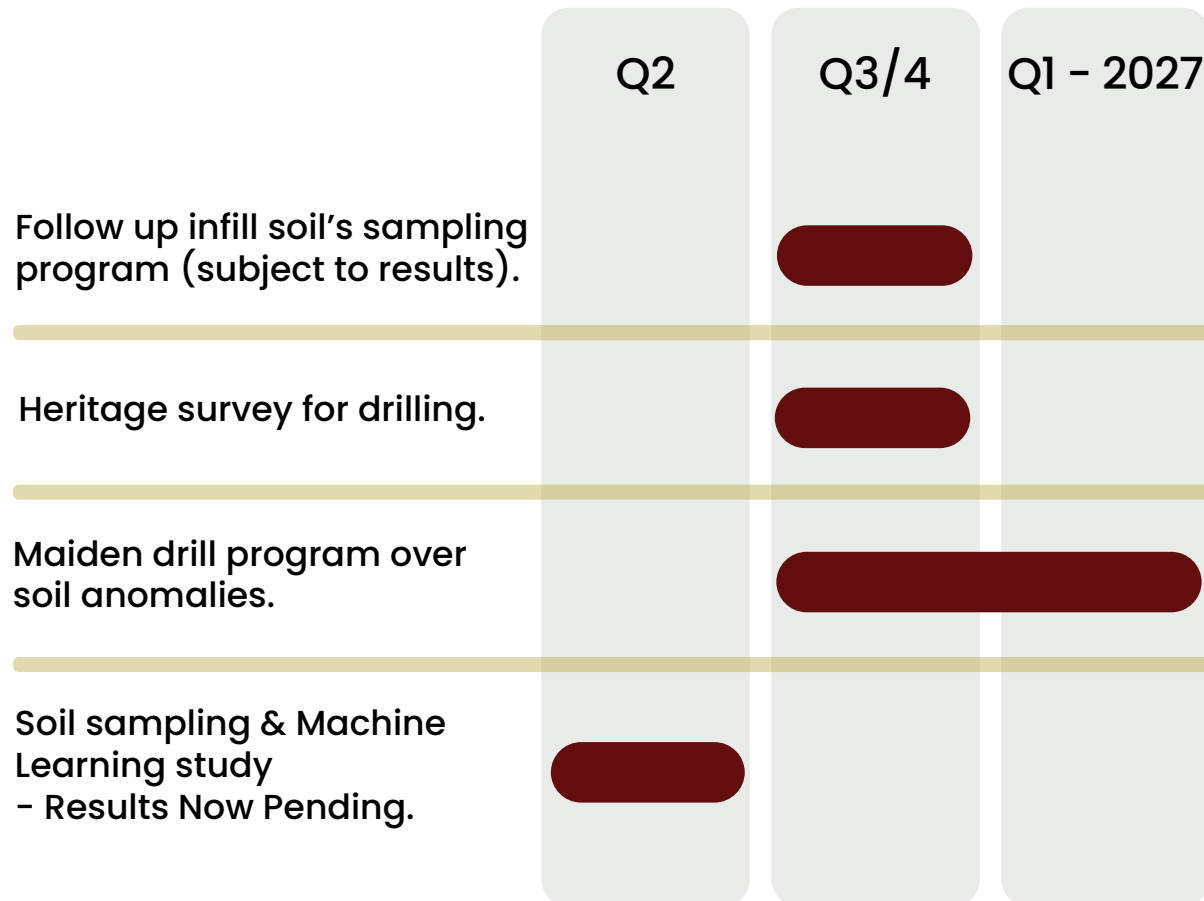 Q2
Q3/4
Q1 - 2027
Follow up infill soil’s sampling
program (subject to results).
Heritage survey for drilling.
Maiden drill program over
soil anomalies.
Soil sampling & Machine
Learning study
- Results Now Pending.